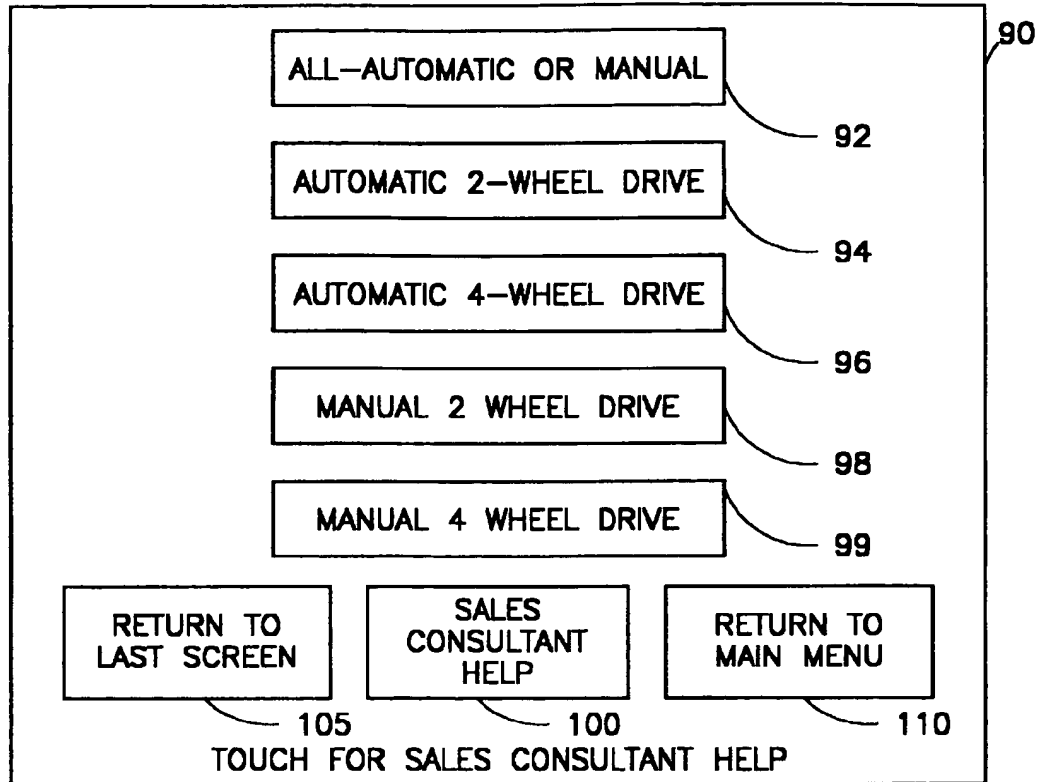 90
ALL-AUTOMATIC OR MANUAL
92
AUTOMATIC 2-WHEEL DRIVE
94
AUTOMATIC 4-WHEEL DRIVE
96
MANUAL 2 WHEEL DRIVE
98
MANUAL 4 WHEEL DRIVE
99
RETURN TO
LAST SCREEN
105
SALES
CONSULTANT
HELP
100
RETURN TO
MAIN MENU
110
TOUCH FOR SALES CONSULTANT HELP